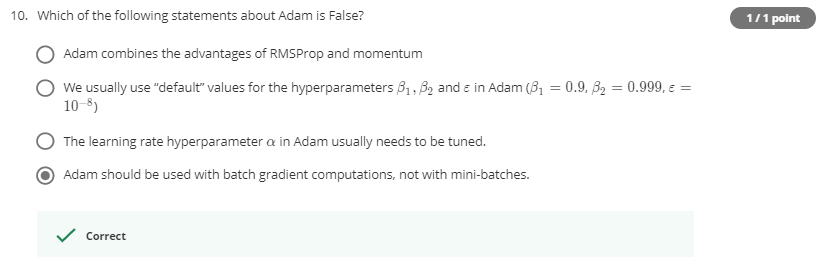 10. Which of the following statements about Adam is False?
1 / 1 point
Adam combines the advantages of RMSProp and momentum
We usually use "default" values for the hyperparameters β₁, β₂ and ε in Adam (β₁ = 0.9, β₂ = 0.999, ε =
10⁻⁸)
The learning rate hyperparameter α in Adam usually needs to be tuned.
Adam should be used with batch gradient computations, not with mini-batches.
Correct